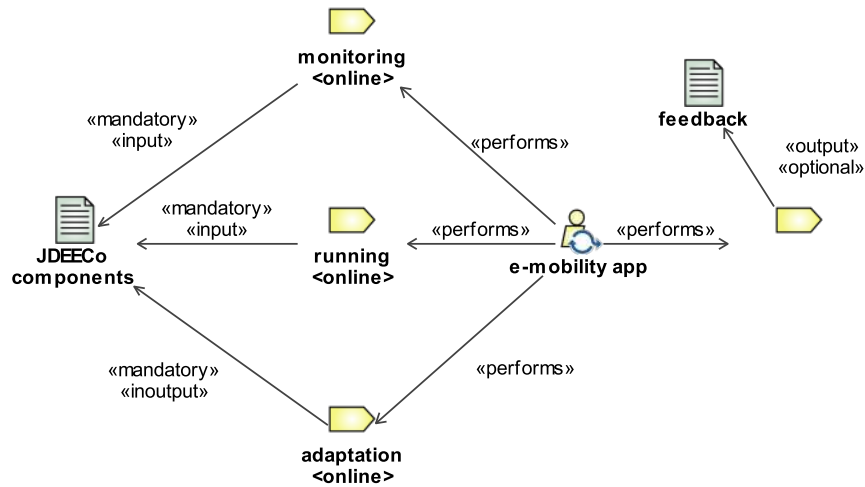 monitoring
<online>
«mandatory»
«input»
«performs»
feedback
«output»
«optional»
«mandatory»
«input»
«performs»
«performs»
JDEECo
components
running
<online>
e-mobility app
«mandatory»
«inoutput»
«performs»
adaptation
<online>